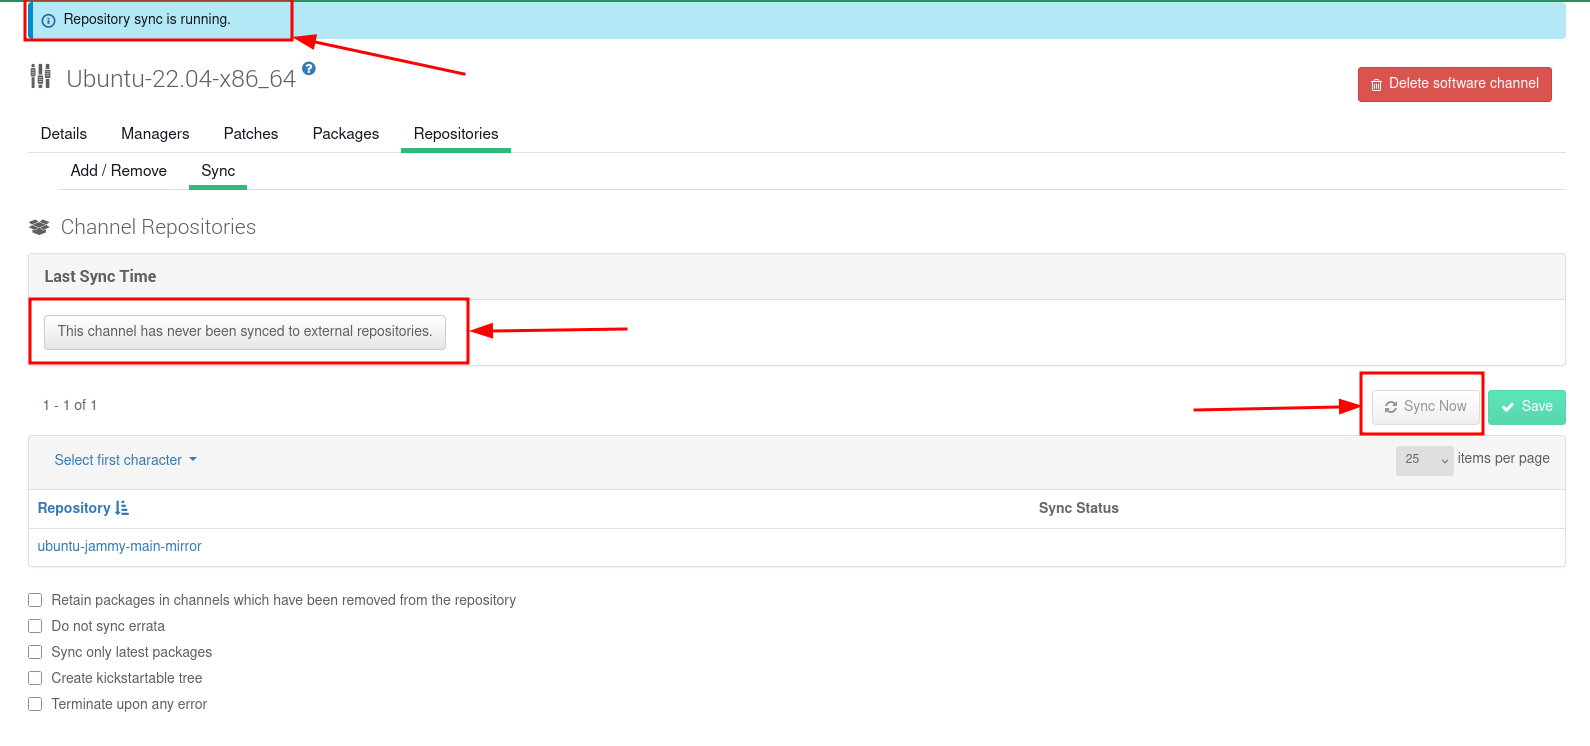 Repository sync is running.
Ubuntu-22.04-x86_64
Delete software channel
Details Managers Patches Packages Repositories
Add / Remove Sync
Channel Repositories
Last Sync Time
This channel has never been synced to external repositories.
1 - 1 of 1
Sync Now Save
Select first character
25 items per page
Repository Sync Status
ubuntu-jammy-main-mirror
Retain packages in channels which have been removed from the repository
Do not sync errata
Sync only latest packages
Create kickstartable tree
Terminate upon any error